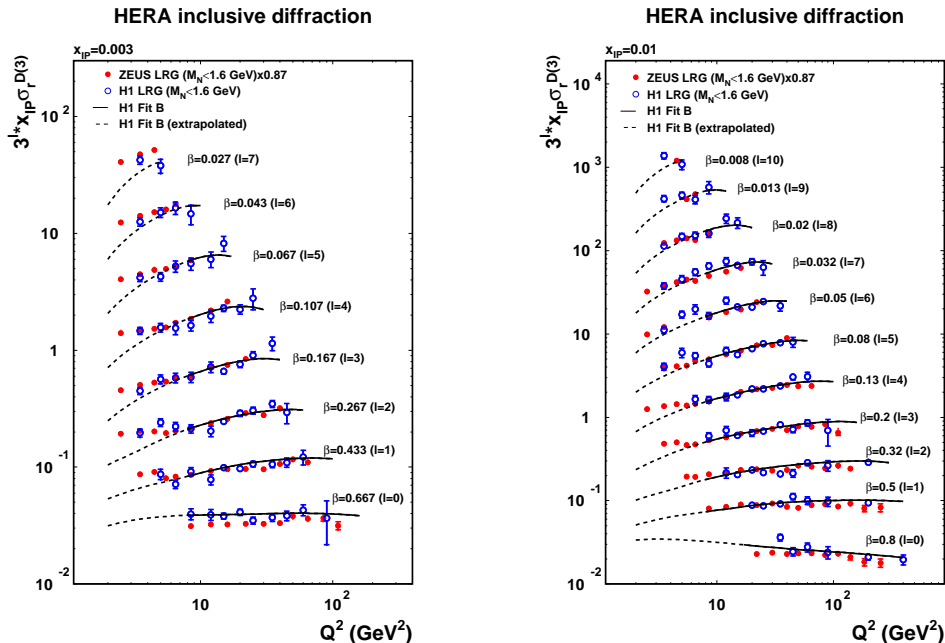 HERA inclusive diffraction
x_IP=0.003
ZEUS LRG (M_N<1.6 GeV)x0.87
H1 LRG (M_N<1.6 GeV)
H1 Fit B
H1 Fit B (extrapolated)
3^l*x_IPσ_r^D(3)
10^2
10
1
10^-1
10^-2
β=0.027 (l=7)
β=0.043 (l=6)
β=0.067 (l=5)
β=0.107 (l=4)
β=0.167 (l=3)
β=0.267 (l=2)
β=0.433 (l=1)
β=0.667 (l=0)
10
10^2
Q^2 (GeV^2)
HERA inclusive diffraction
x_IP=0.01
ZEUS LRG (M_N<1.6 GeV)x0.87
H1 LRG (M_N<1.6 GeV)
H1 Fit B
H1 Fit B (extrapolated)
3^l*x_IPσ_r^D(3)
10^4
10^3
10^2
10
1
10^-1
10^-2
β=0.008 (l=10)
β=0.013 (l=9)
β=0.02 (l=8)
β=0.032 (l=7)
β=0.05 (l=6)
β=0.08 (l=5)
β=0.13 (l=4)
β=0.2 (l=3)
β=0.32 (l=2)
β=0.5 (l=1)
β=0.8 (l=0)
10
10^2
Q^2 (GeV^2)